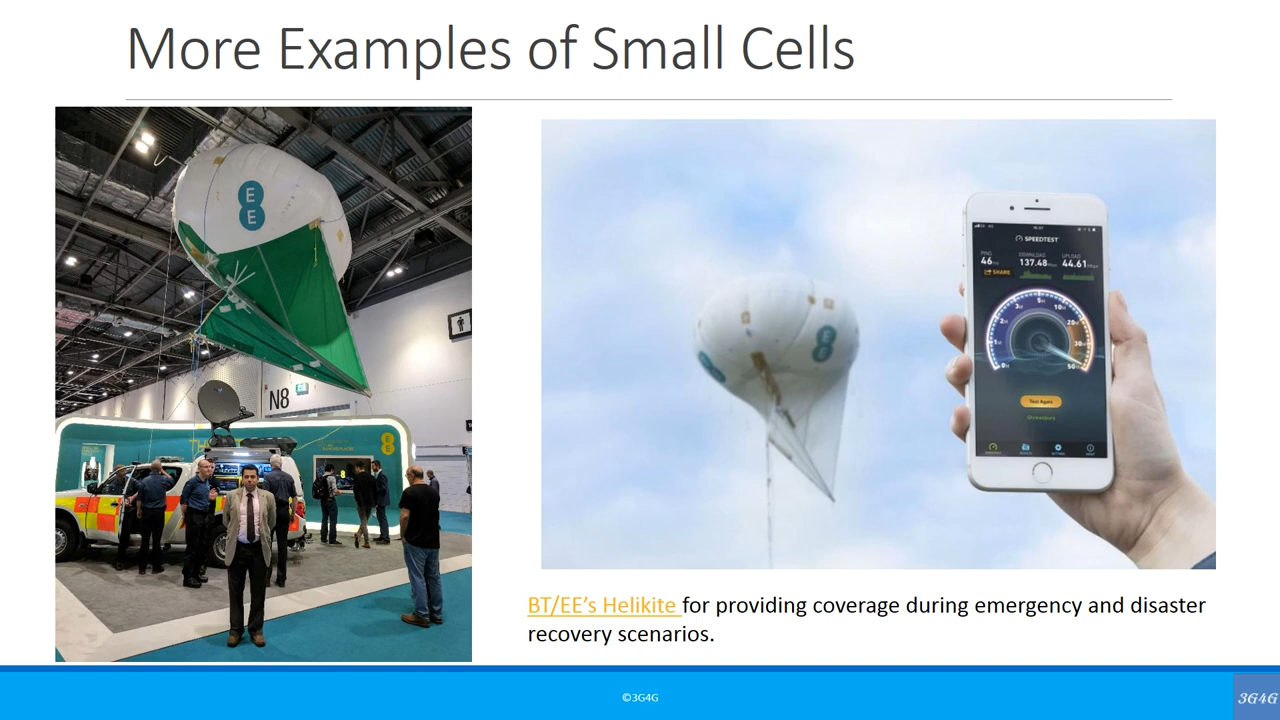 More Examples of Small Cells
E
E
N8
SPEEDTEST
PING
46
DOWNLOAD
137.48
UPLOAD
44.61
SHARE
Test Again
Shrewsbury
BT/EE’s Helikite for providing coverage during emergency and disaster
recovery scenarios.
©3G4G
3G4G